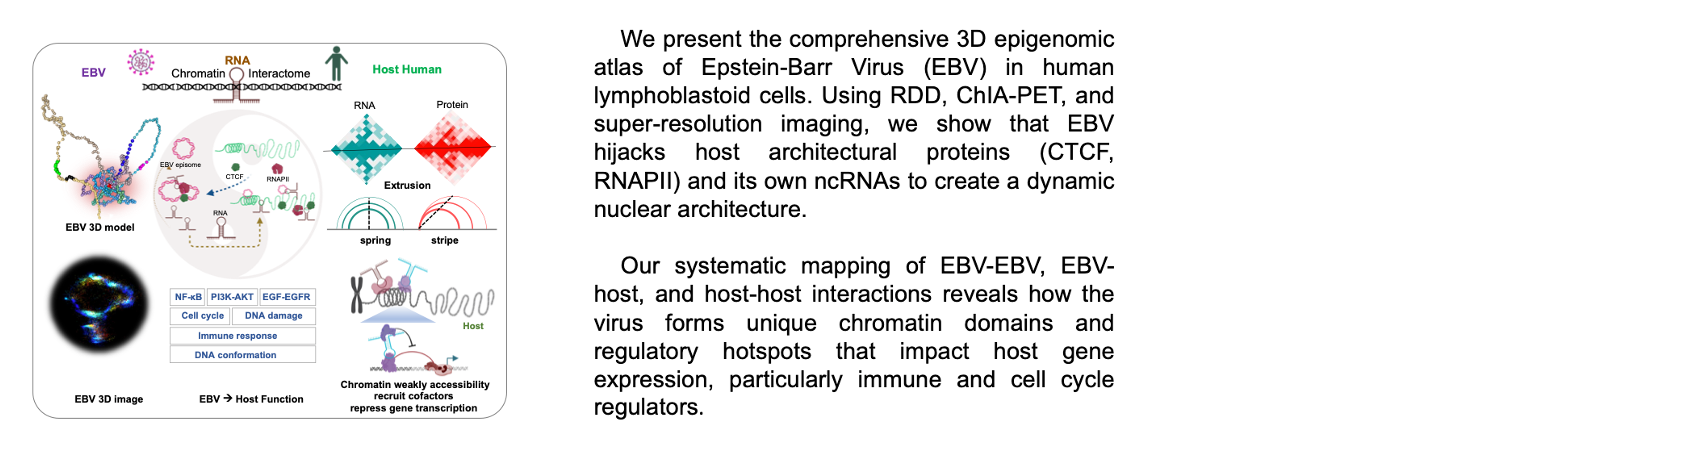 EBV
RNA
Chromatin Interactome
Host Human
RNA
Protein
EBV episome
CTCF
RNAPII
RNA
Extrusion
spring
stripe
EBV 3D model
NF-κB PI3K-AKT EGF-EGFR
Cell cycle DNA damage
Immune response
DNA conformation
Host
EBV 3D image
EBV → Host Function
Chromatin weakly accessibility
recruit cofactors
repress gene transcription
We present the comprehensive 3D epigenomic
atlas of Epstein-Barr Virus (EBV) in human
lymphoblastoid cells. Using RDD, ChIA-PET, and
super-resolution imaging, we show that EBV
hijacks host architectural proteins (CTCF,
RNAPII) and its own ncRNAs to create a dynamic
nuclear architecture.
Our systematic mapping of EBV-EBV, EBV-
host, and host-host interactions reveals how the
virus forms unique chromatin domains and
regulatory hotspots that impact host gene
expression, particularly immune and cell cycle
regulators.